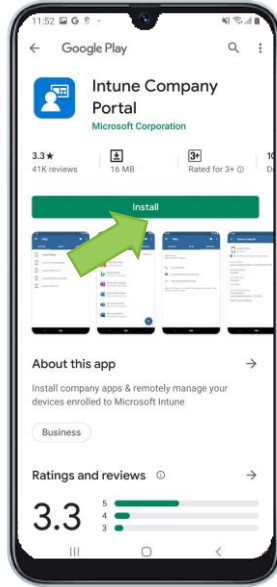 11:52
Google Play
Intune Company
Portal
Microsoft Corporation
3.3★
41K reviews
16 MB
3+
Rated for 3+
Install
About this app
Install company apps & remotely manage your
devices enrolled to Microsoft Intune
Business
Ratings and reviews
3.3
5
4
3